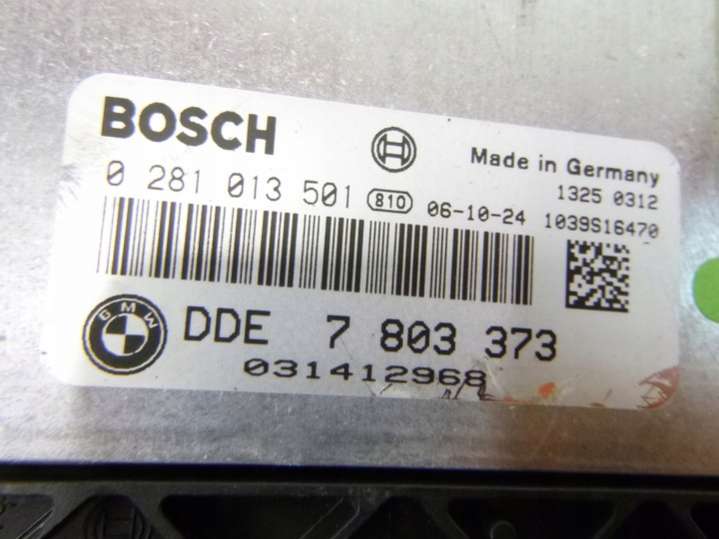 BOSCH
Made in Germany
1325 0312
0 281 013 501 810 06-10-24 1039S16470
BMW
DDE 7 803 373
031412968